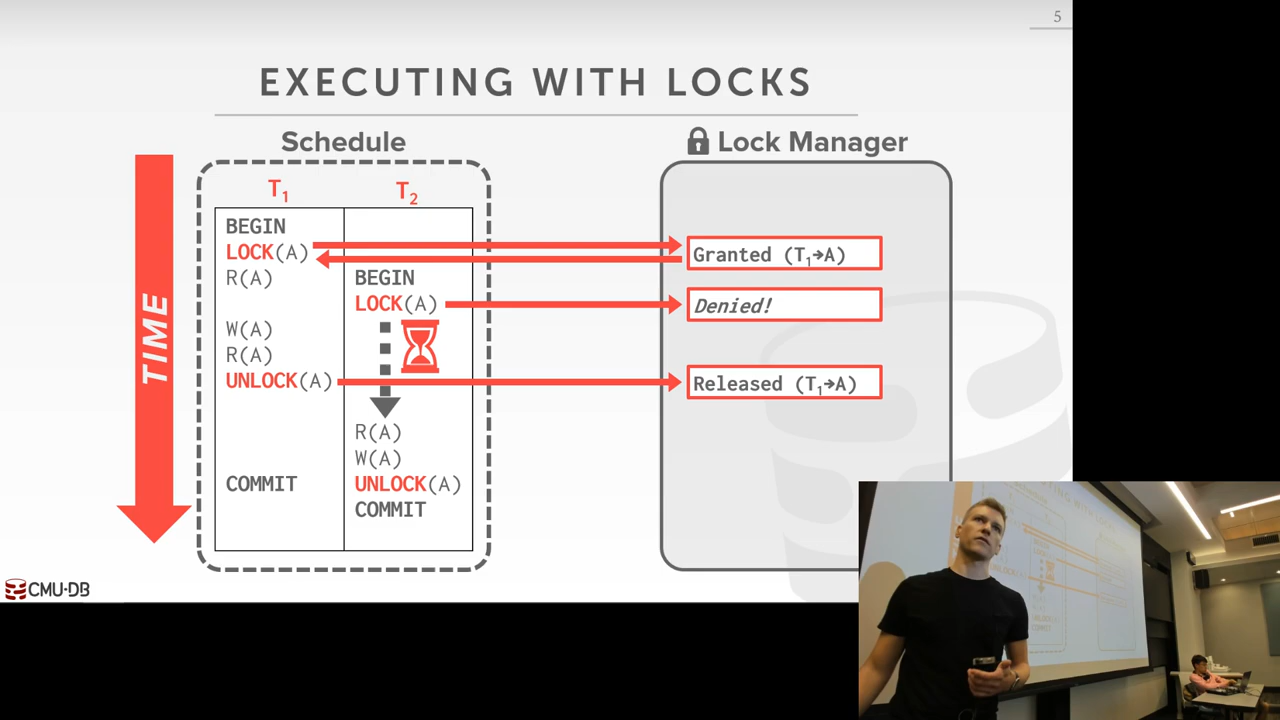 5
EXECUTING WITH LOCKS
Schedule
Lock Manager
TIME
T1
T2
BEGIN
LOCK(A)
R(A)
W(A)
R(A)
UNLOCK(A)
COMMIT
BEGIN
LOCK(A)
R(A)
W(A)
UNLOCK(A)
COMMIT
Granted (T1→A)
Denied!
Released (T1→A)
CMU·DB